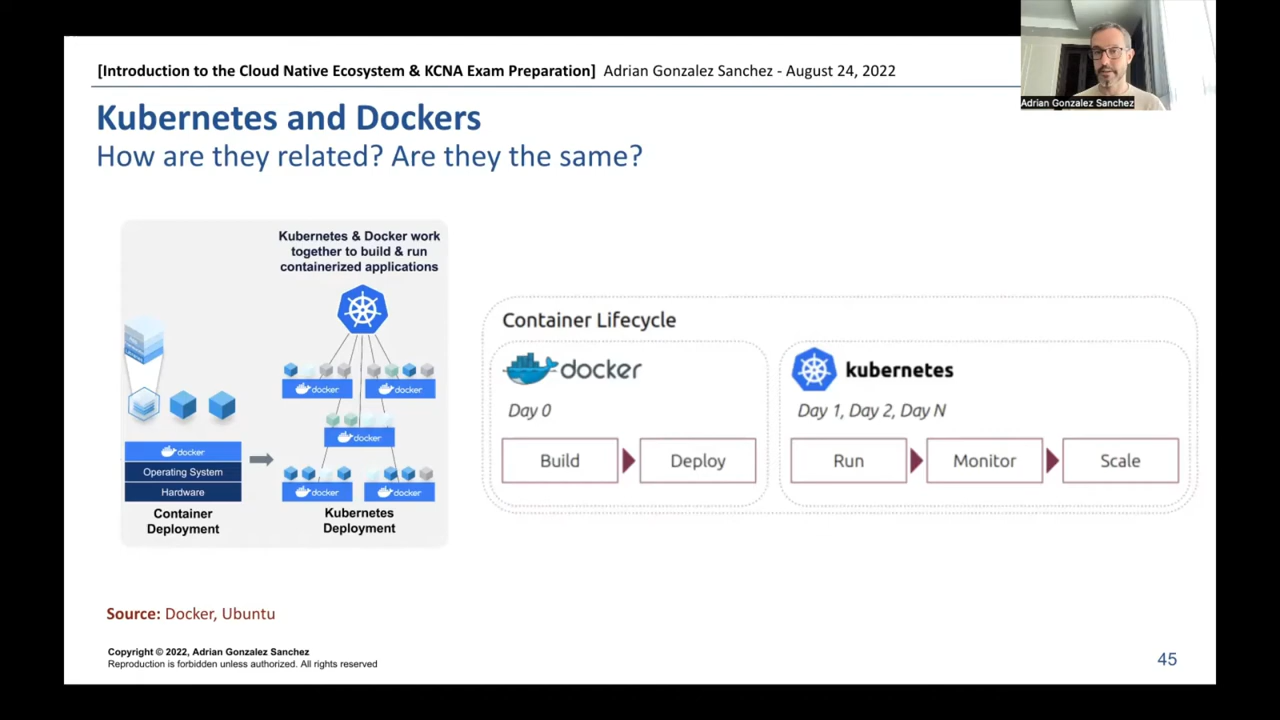 [Introduction to the Cloud Native Ecosystem & KCNA Exam Preparation] Adrian Gonzalez Sanchez - August 24, 2022
Adrian Gonzalez Sanchez
Kubernetes and Dockers
How are they related? Are they the same?
Kubernetes & Docker work
together to build & run
containerized applications
docker
docker
docker
docker
docker
docker
Operating System
Hardware
Container
Deployment
Kubernetes
Deployment
Container Lifecycle
docker
Day 0
Build
Deploy
kubernetes
Day 1, Day 2, Day N
Run
Monitor
Scale
Source: Docker, Ubuntu
Copyright © 2022, Adrian Gonzalez Sanchez
Reproduction is forbidden unless authorized. All rights reserved
45